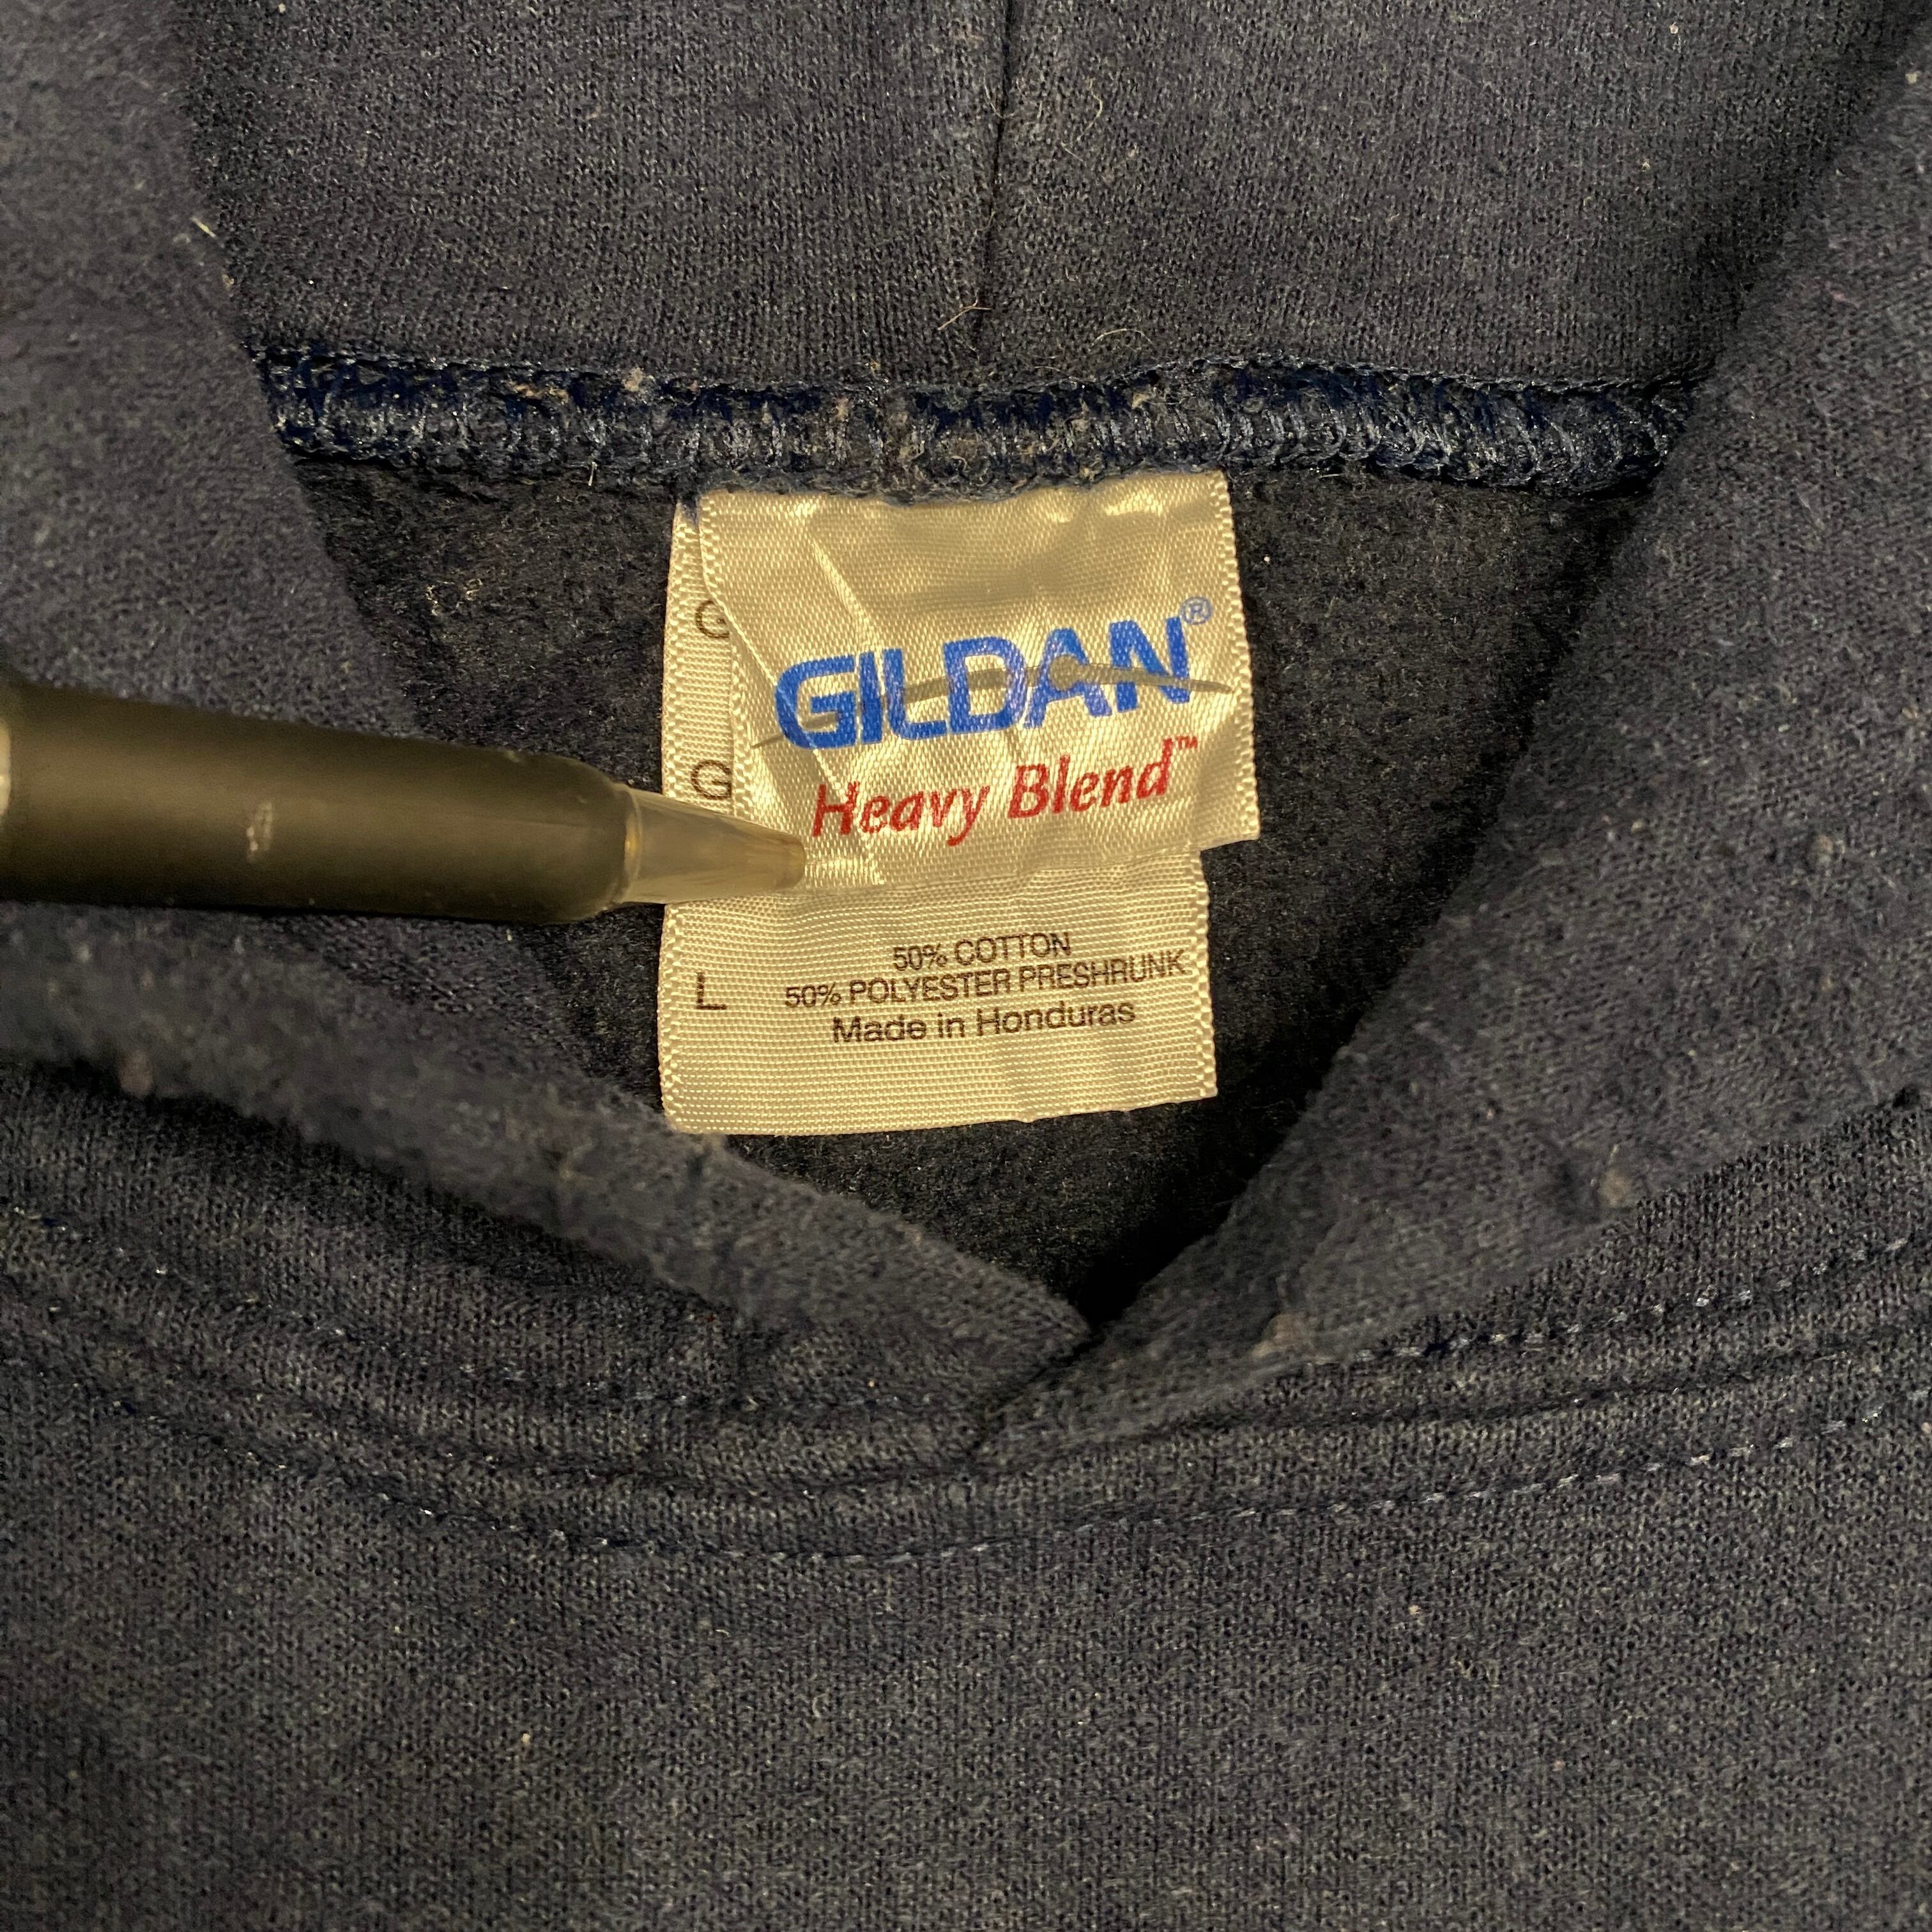 GILDAN®
Heavy Blend™
G
G
L
50% COTTON
50% POLYESTER PRESHRUNK
Made in Honduras